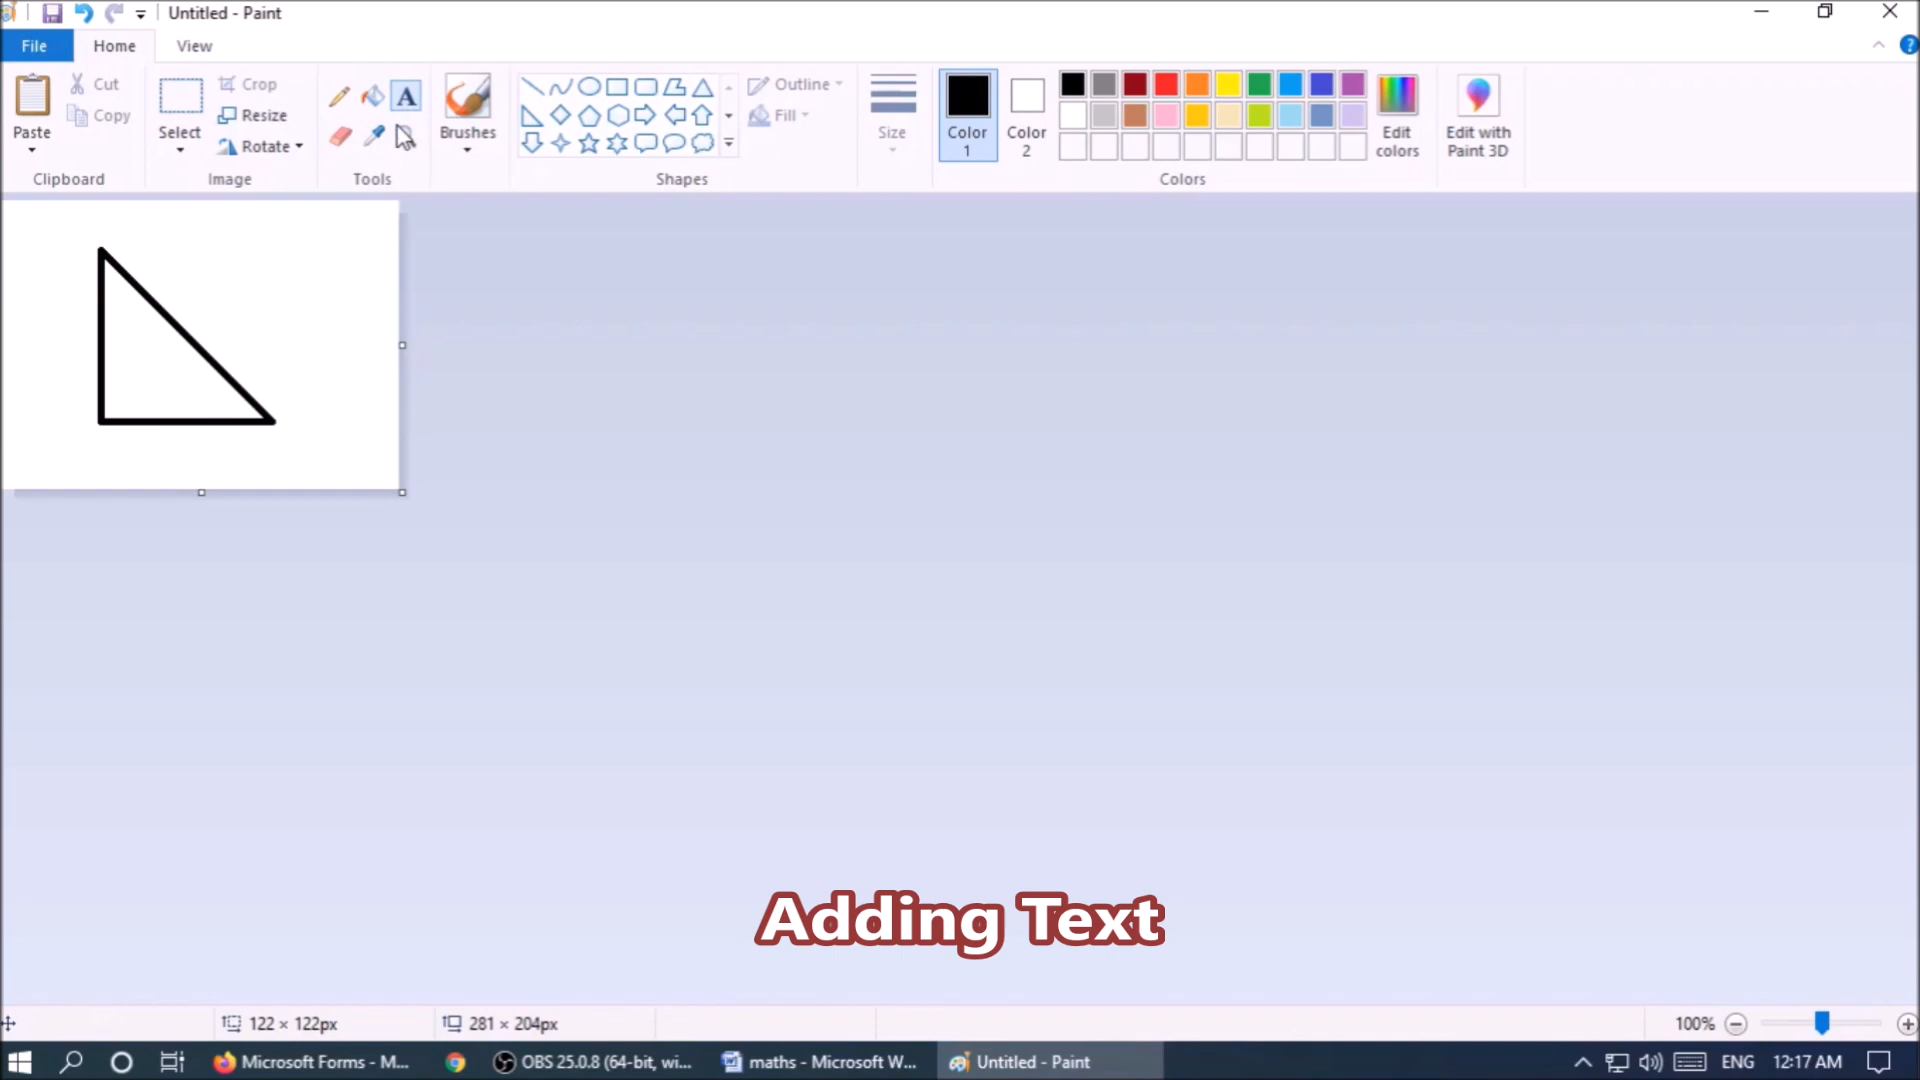 Untitled - Paint
File Home View
Paste
Cut
Copy
Clipboard
Select
Crop
Resize
Rotate
Image
A
Tools
Brushes
Shapes
Outline
Fill
Size
Color 1
Color 2
Colors
Edit colors
Edit with Paint 3D
?
Adding Text
122 × 122px
281 × 204px
100%
Microsoft Forms - M...
OBS 25.0.8 (64-bit, wi...
maths - Microsoft W...
Untitled - Paint
ENG
12:17 AM